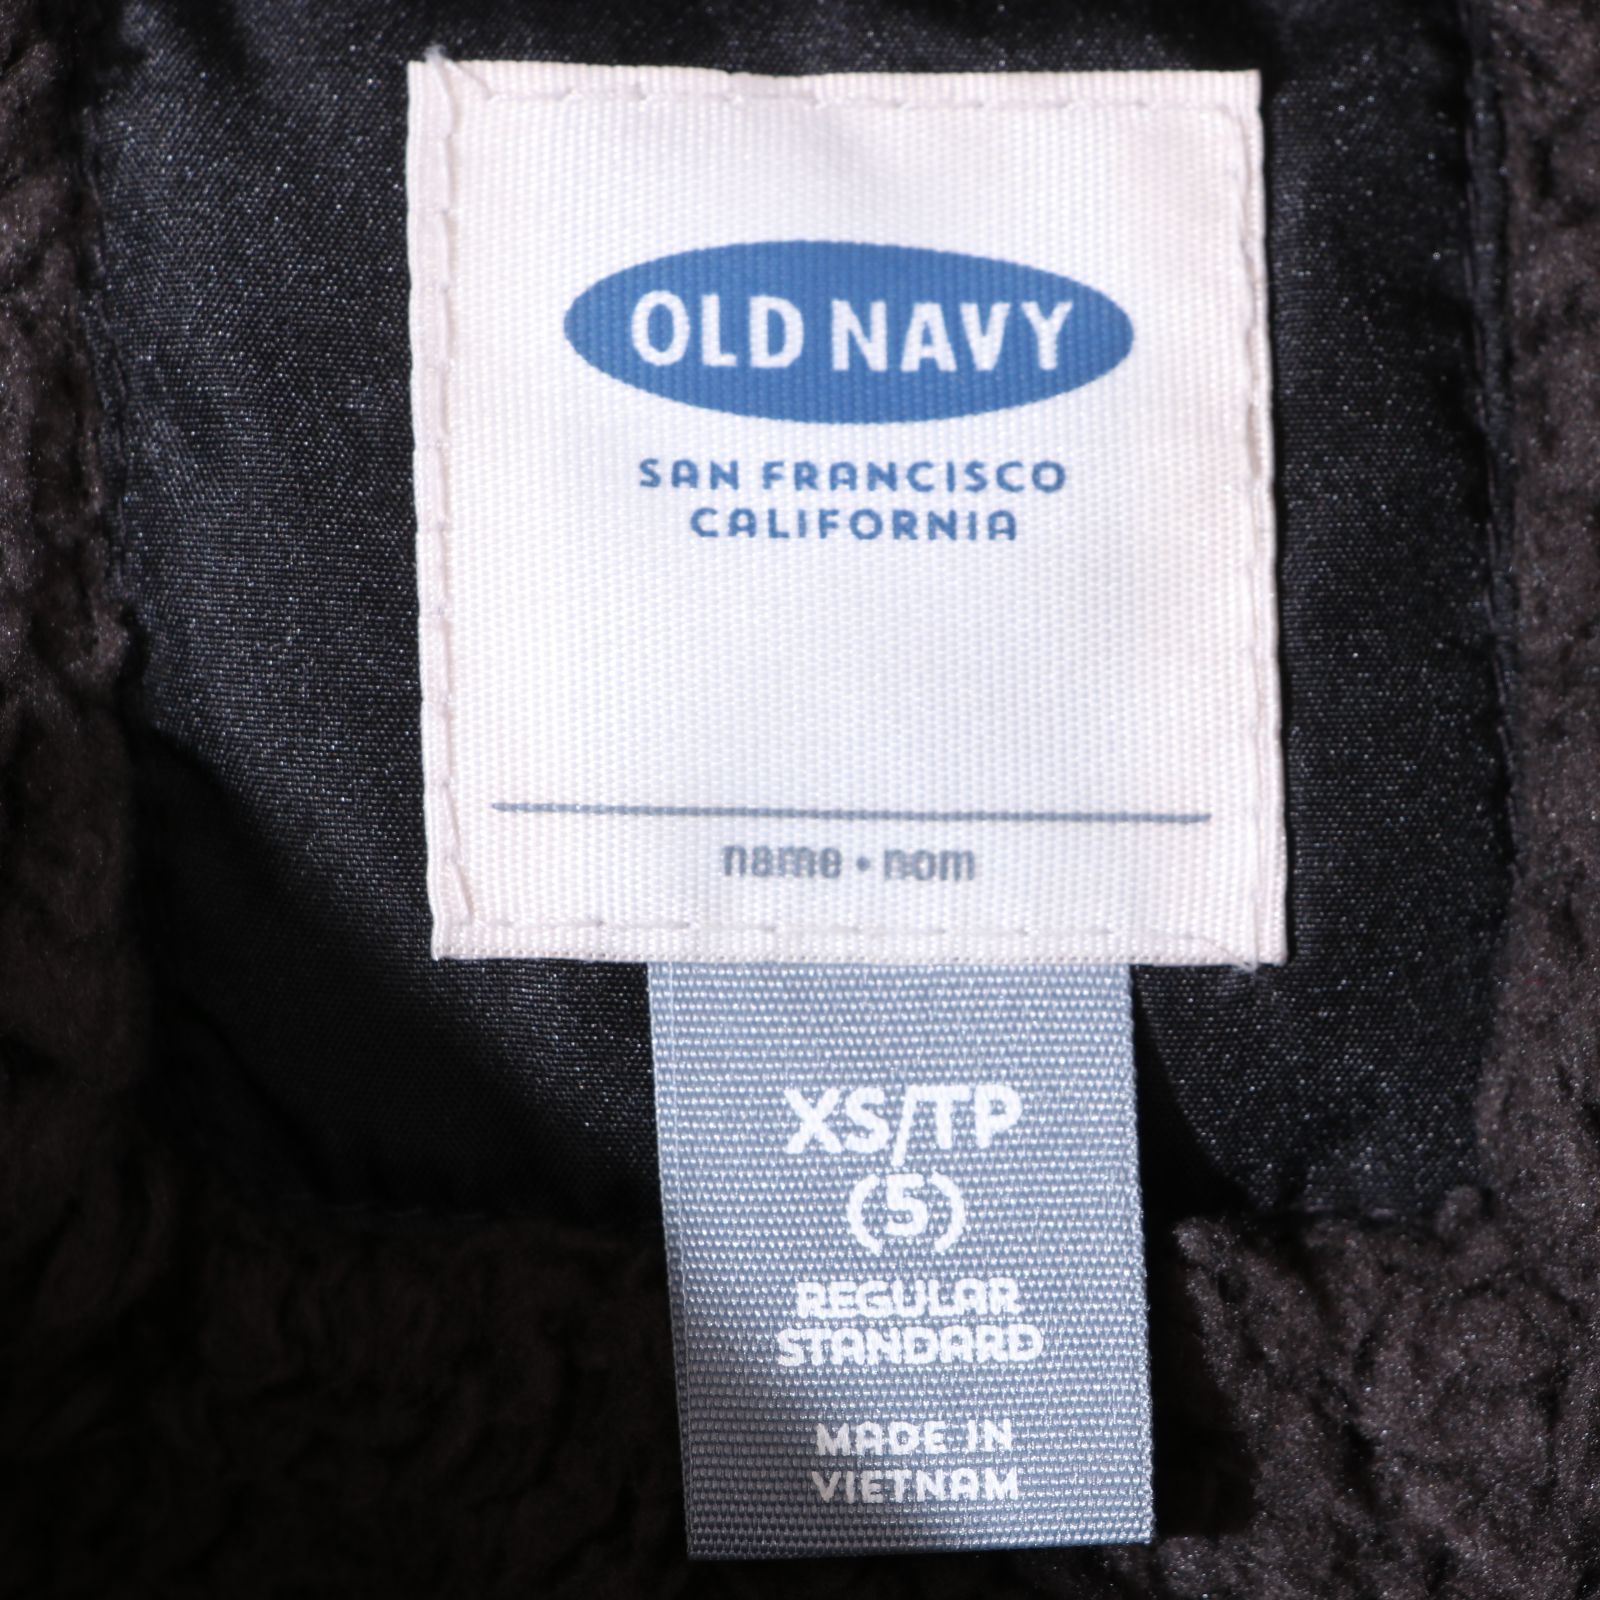 OLD NAVY
SAN FRANCISCO
CALIFORNIA
name • nom
XS/TP
(5)
REGULAR
STANDARD
MADE IN
VIETNAM